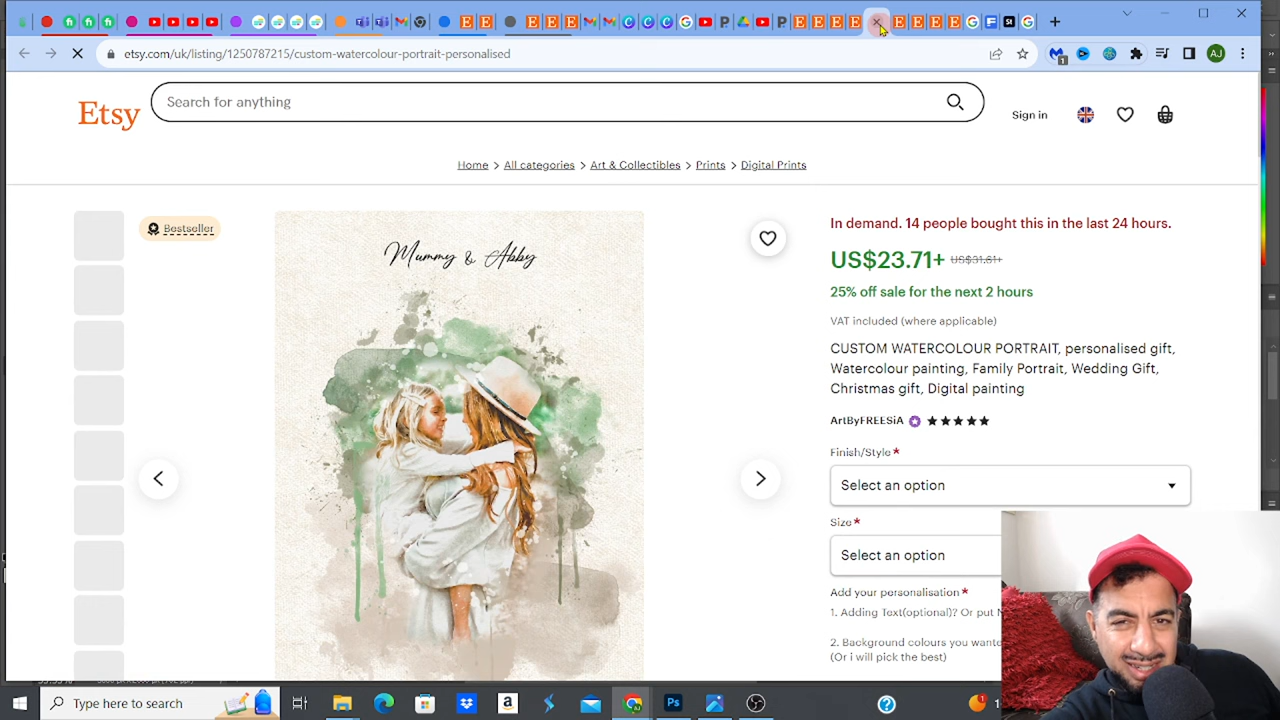 etsy.com/uk/listing/1250787215/custom-watercolour-portrait-personalised
AJ
1
Etsy
Search for anything
Sign in
Home > All categories > Art & Collectibles > Prints > Digital Prints
Bestseller
Mummy & Abby
In demand. 14 people bought this in the last 24 hours.
US$23.71+ US$31.61+
25% off sale for the next 2 hours
VAT included (where applicable)
CUSTOM WATERCOLOUR PORTRAIT, personalised gift,
Watercolour painting, Family Portrait, Wedding Gift,
Christmas gift, Digital painting
ArtByFREESiA
Finish/Style *
Select an option
Size *
Select an option
Add your personalisation *
1. Adding Text(optional)? Or put
2. Background colours you
(Or i will pick the best)
Type here to search